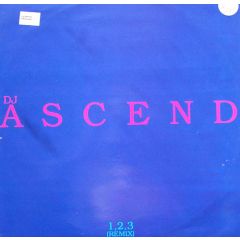 DJ
ASCEND
1,2,3
(REMIX)